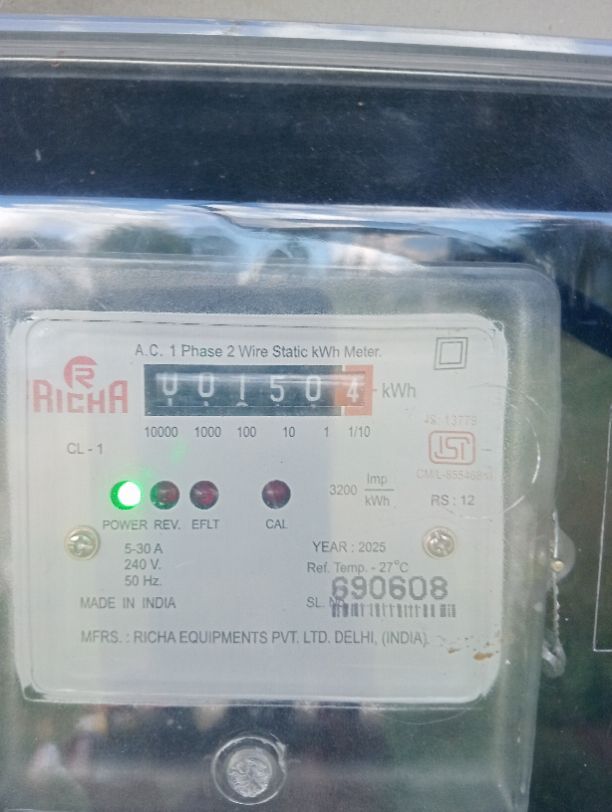 A.C. 1 Phase 2 Wire Static kWh Meter.
R
RICHA
001504 kWh
10000 1000 100 10 1 1/10
CL - 1
IS: 13779
ISI
3200 Imp/kWh
RS : 12
POWER REV. EFLT CAL
5-30 A
240 V.
50 Hz.
YEAR : 2025
Ref. Temp. - 27°C
MADE IN INDIA
SL. No
690608
MFRS. : RICHA EQUIPMENTS PVT. LTD. DELHI, (INDIA)